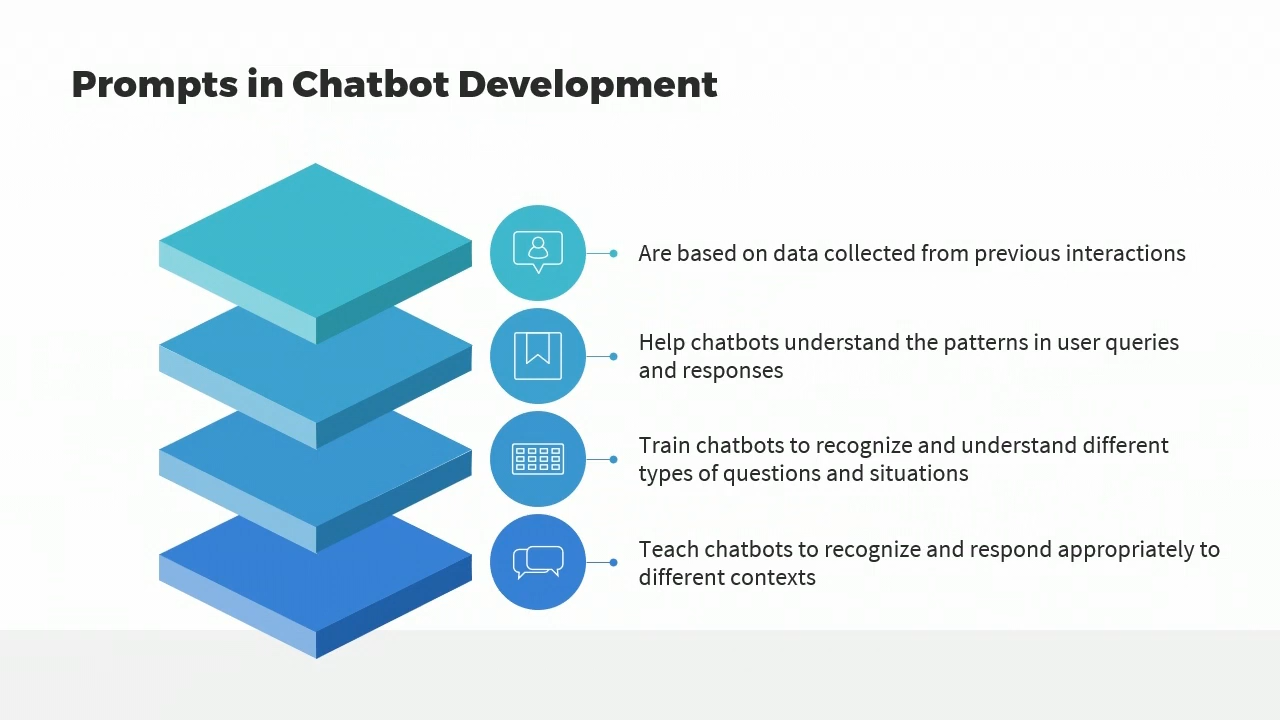 Prompts in Chatbot Development
Are based on data collected from previous interactions
Help chatbots understand the patterns in user queries
and responses
Train chatbots to recognize and understand different
types of questions and situations
Teach chatbots to recognize and respond appropriately to
different contexts